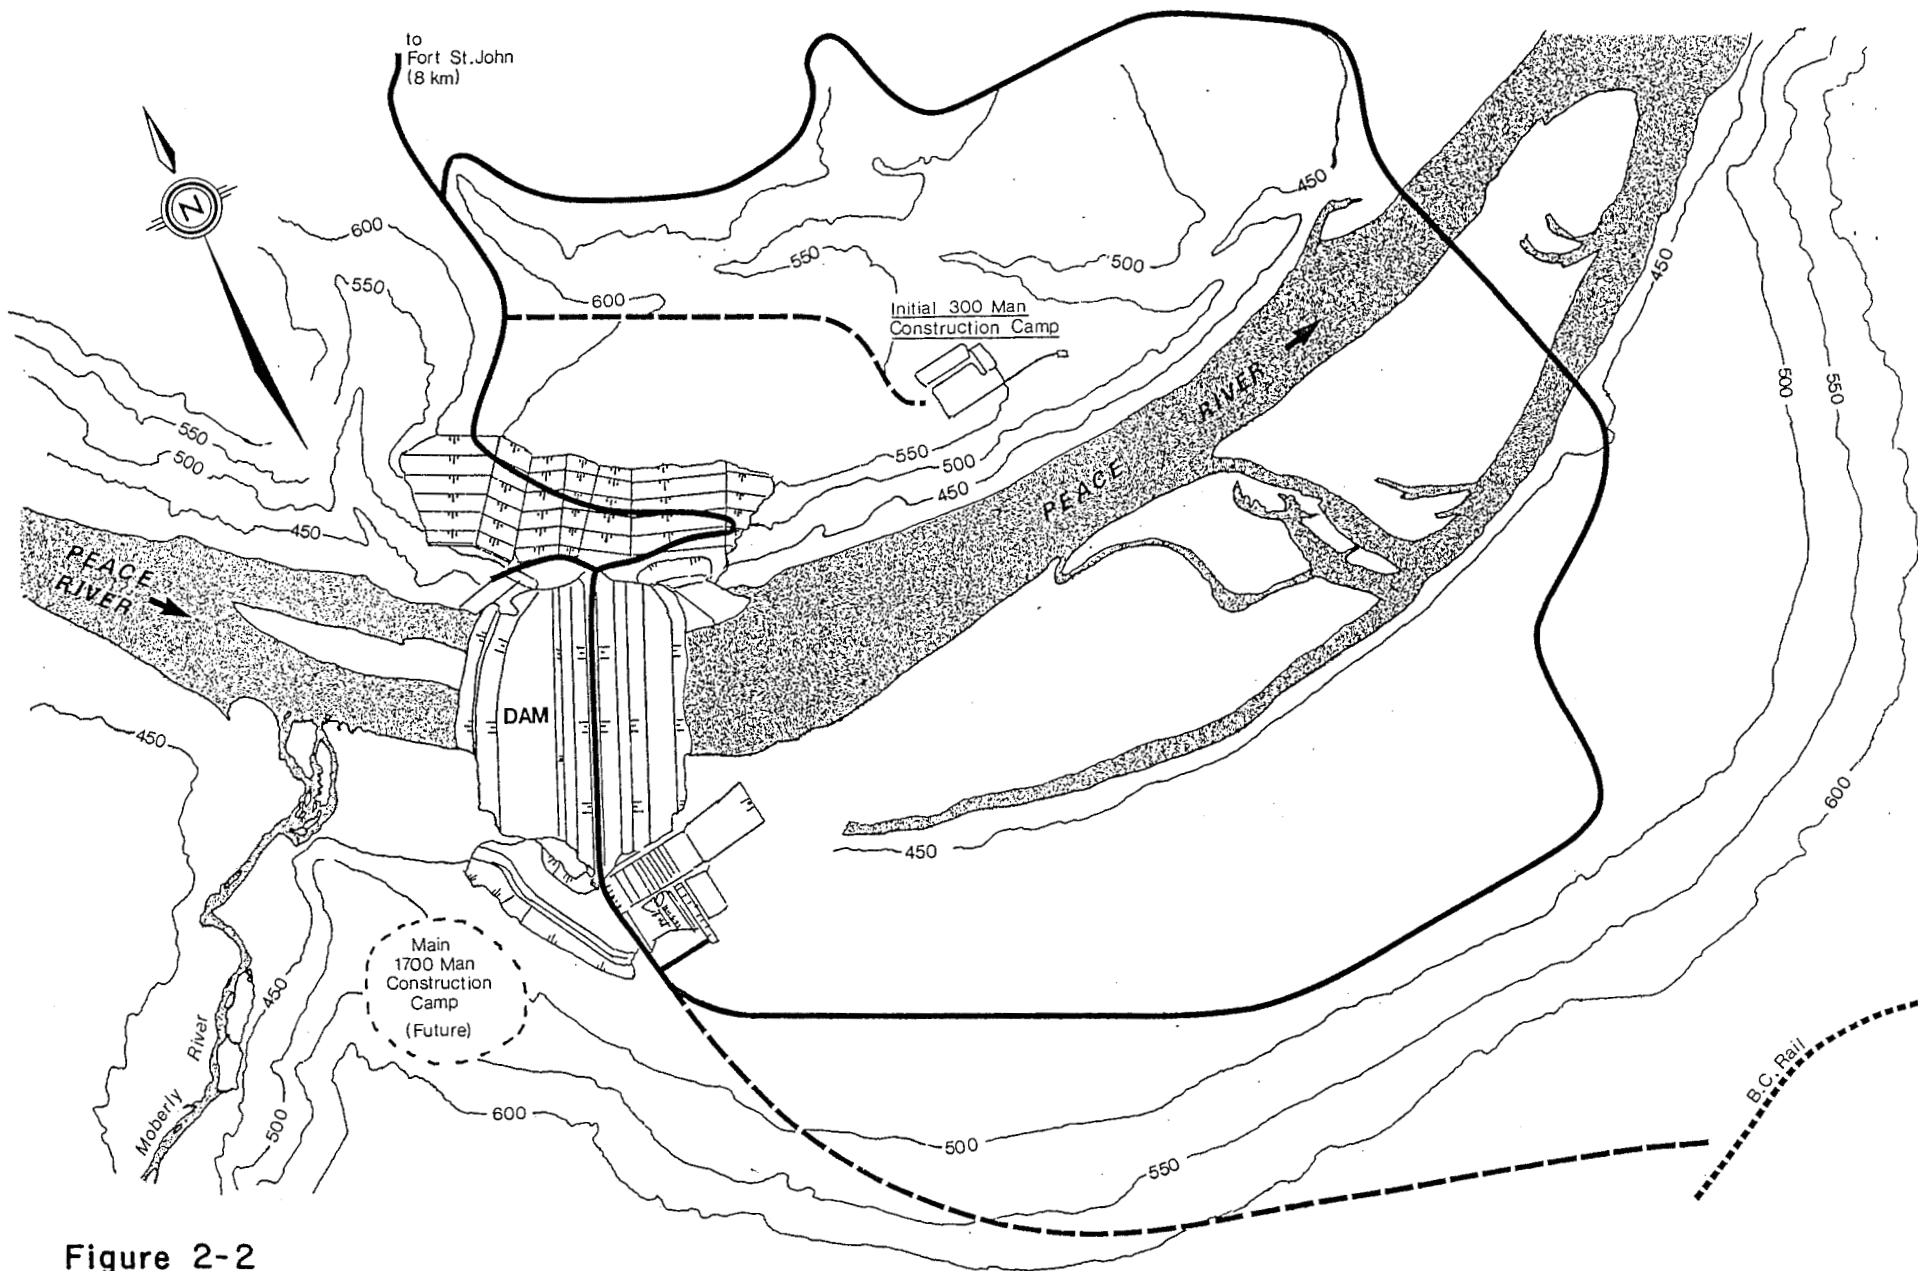 to
Fort St.John
(8 km)
N
600
550
450
550
500
600
Initial 300 Man
Construction Camp
450
550
500
450
550
500
450
RIVER
PEACE
550
500
450
500
550
PEACE
RIVER
DAM
450
450
600
Main
1700 Man
Construction
Camp
(Future)
450
River
Moberly
500
600
500
550
B.C. Rail
Figure 2-2